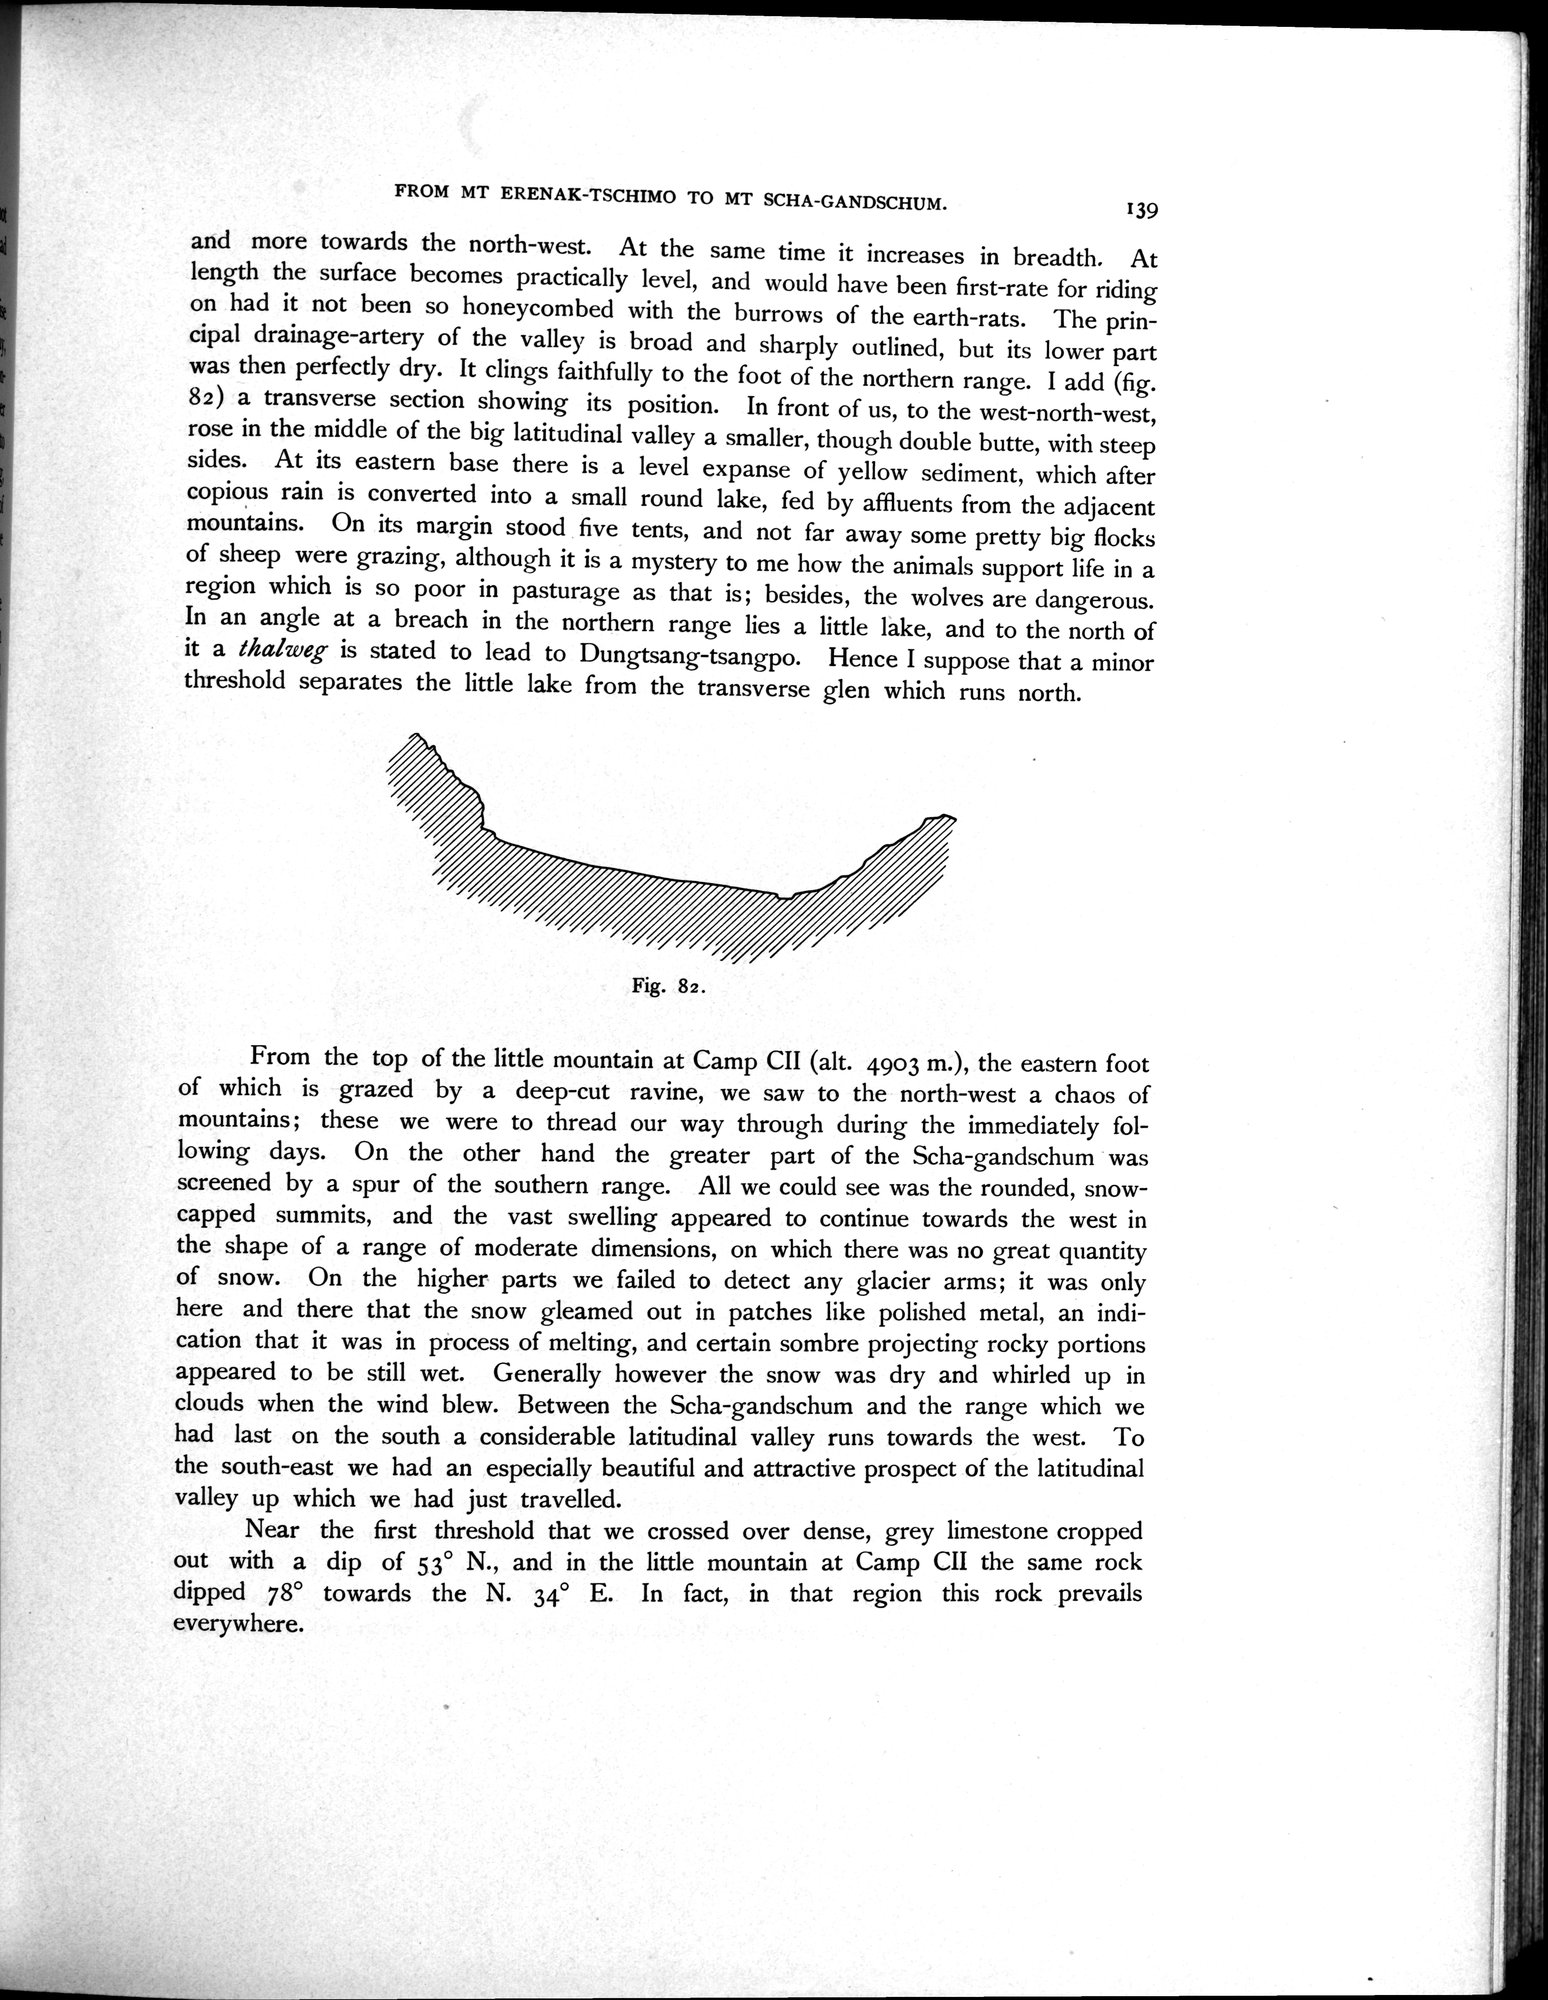 FROM MT ERENAK-TSCHIMO TO MT SCHA-GANDSCHUM.
139
and more towards the north-west. At the same time it increases in breadth. At
length the surface becomes practically level, and would have been first-rate for riding
on had it not been so honeycombed with the burrows of the earth-rats. The prin-
cipal drainage-artery of the valley is broad and sharply outlined, but its lower part
was then perfectly dry. It clings faithfully to the foot of the northern range. I add (fig.
82) a transverse section showing its position. In front of us, to the west-north-west,
rose in the middle of the big latitudinal valley a smaller, though double butte, with steep
sides. At its eastern base there is a level expanse of yellow sediment, which after
copious rain is converted into a small round lake, fed by affluents from the adjacent
mountains. On its margin stood five tents, and not far away some pretty big flocks
of sheep were grazing, although it is a mystery to me how the animals support life in a
region which is so poor in pasturage as that is; besides, the wolves are dangerous.
In an angle at a breach in the northern range lies a little lake, and to the north of
it a thalweg is stated to lead to Dungtsang-tsangpo. Hence I suppose that a minor
threshold separates the little lake from the transverse glen which runs north.
Fig. 82.
From the top of the little mountain at Camp CII (alt. 4903 m.), the eastern foot
of which is grazed by a deep-cut ravine, we saw to the north-west a chaos of
mountains; these we were to thread our way through during the immediately fol-
lowing days. On the other hand the greater part of the Scha-gandschum was
screened by a spur of the southern range. All we could see was the rounded, snow-
capped summits, and the vast swelling appeared to continue towards the west in
the shape of a range of moderate dimensions, on which there was no great quantity
of snow. On the higher parts we failed to detect any glacier arms; it was only
here and there that the snow gleamed out in patches like polished metal, an indi-
cation that it was in process of melting, and certain sombre projecting rocky portions
appeared to be still wet. Generally however the snow was dry and whirled up in
clouds when the wind blew. Between the Scha-gandschum and the range which we
had last on the south a considerable latitudinal valley runs towards the west. To
the south-east we had an especially beautiful and attractive prospect of the latitudinal
valley up which we had just travelled.
Near the first threshold that we crossed over dense, grey limestone cropped
out with a dip of 53° N., and in the little mountain at Camp CII the same rock
dipped 78° towards the N. 34° E. In fact, in that region this rock prevails
everywhere.